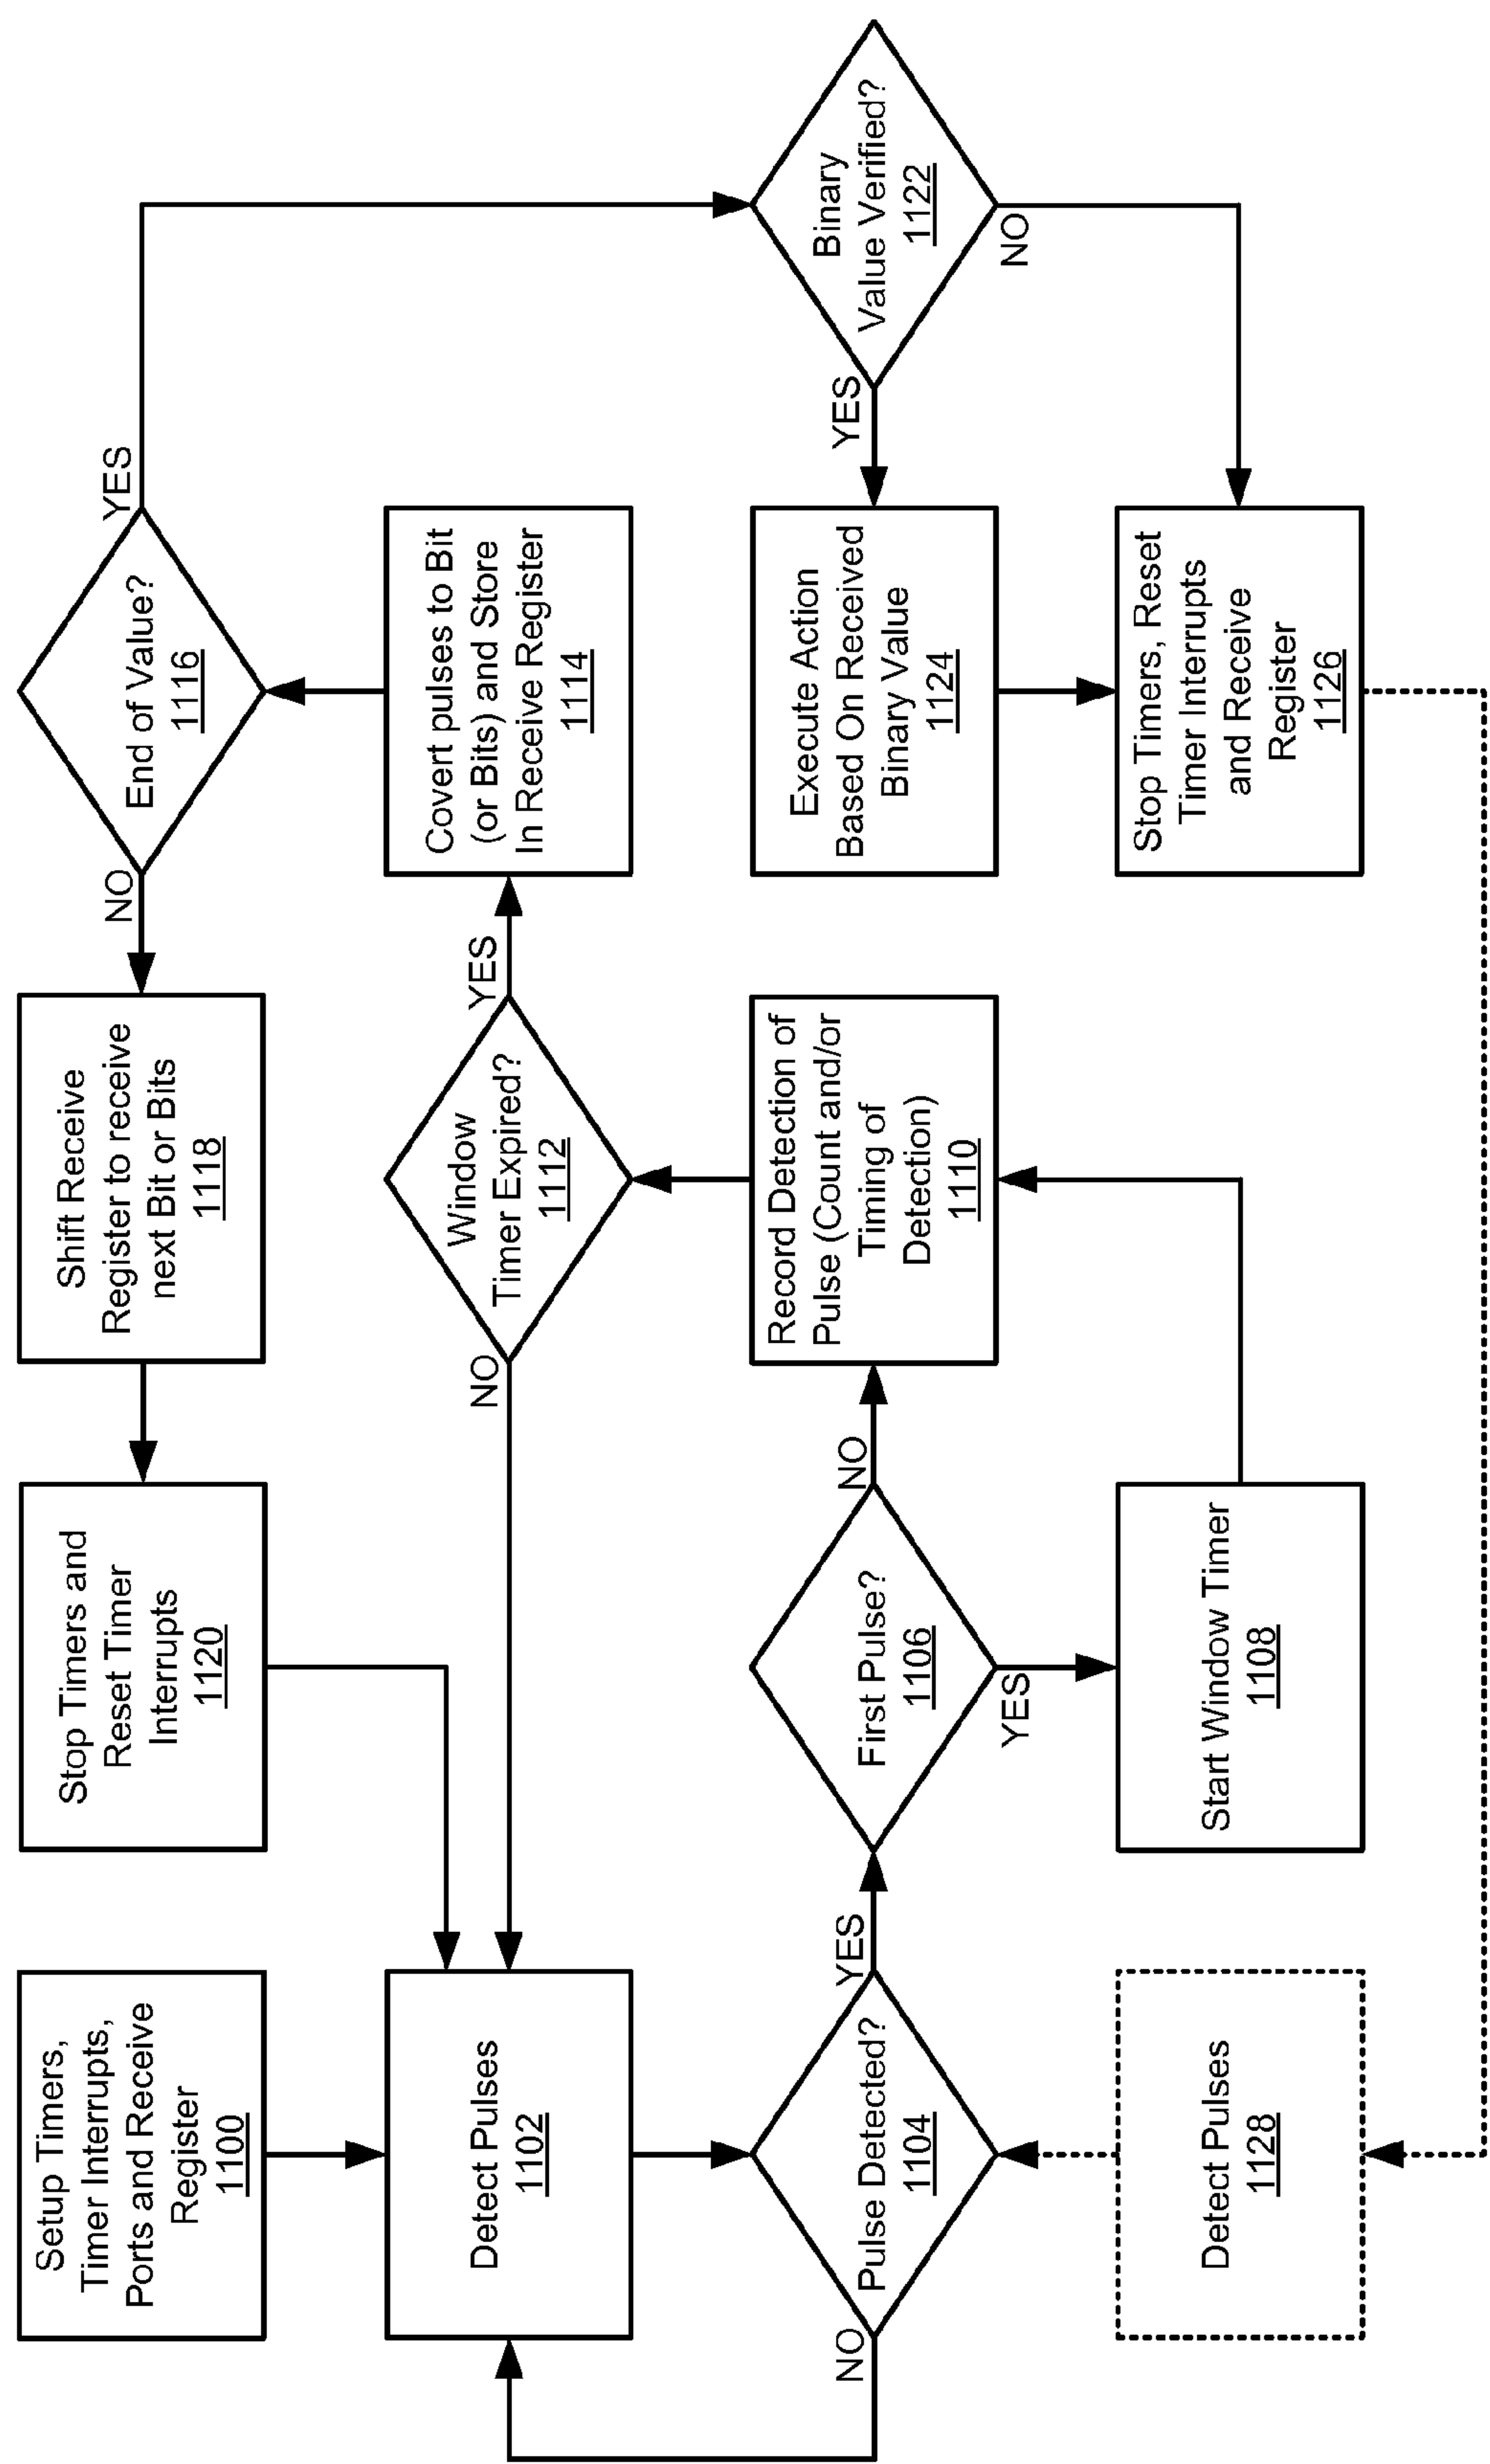 Setup Timers,
Timer Interrupts,
Ports and Receive
Register
1100
Detect Pulses
1102
Pulse Detected?
1104
NO
YES
Detect Pulses
1128
Stop Timers and
Reset Timer
Interrupts
1120
First Pulse?
1106
NO
YES
Start Window Timer
1108
Shift Receive
Register to receive
next Bit or Bits
1118
Window
Timer Expired?
1112
NO
YES
Record Detection of
Pulse (Count and/or
Timing of
Detection)
1110
End of Value?
1116
NO
YES
Covert pulses to Bit
(or Bits) and Store
In Receive Register
1114
Execute Action
Based On Received
Binary Value
1124
Stop Timers, Reset
Timer Interrupts
and Receive
Register
1126
Binary
Value Verified?
1122
YES
NO